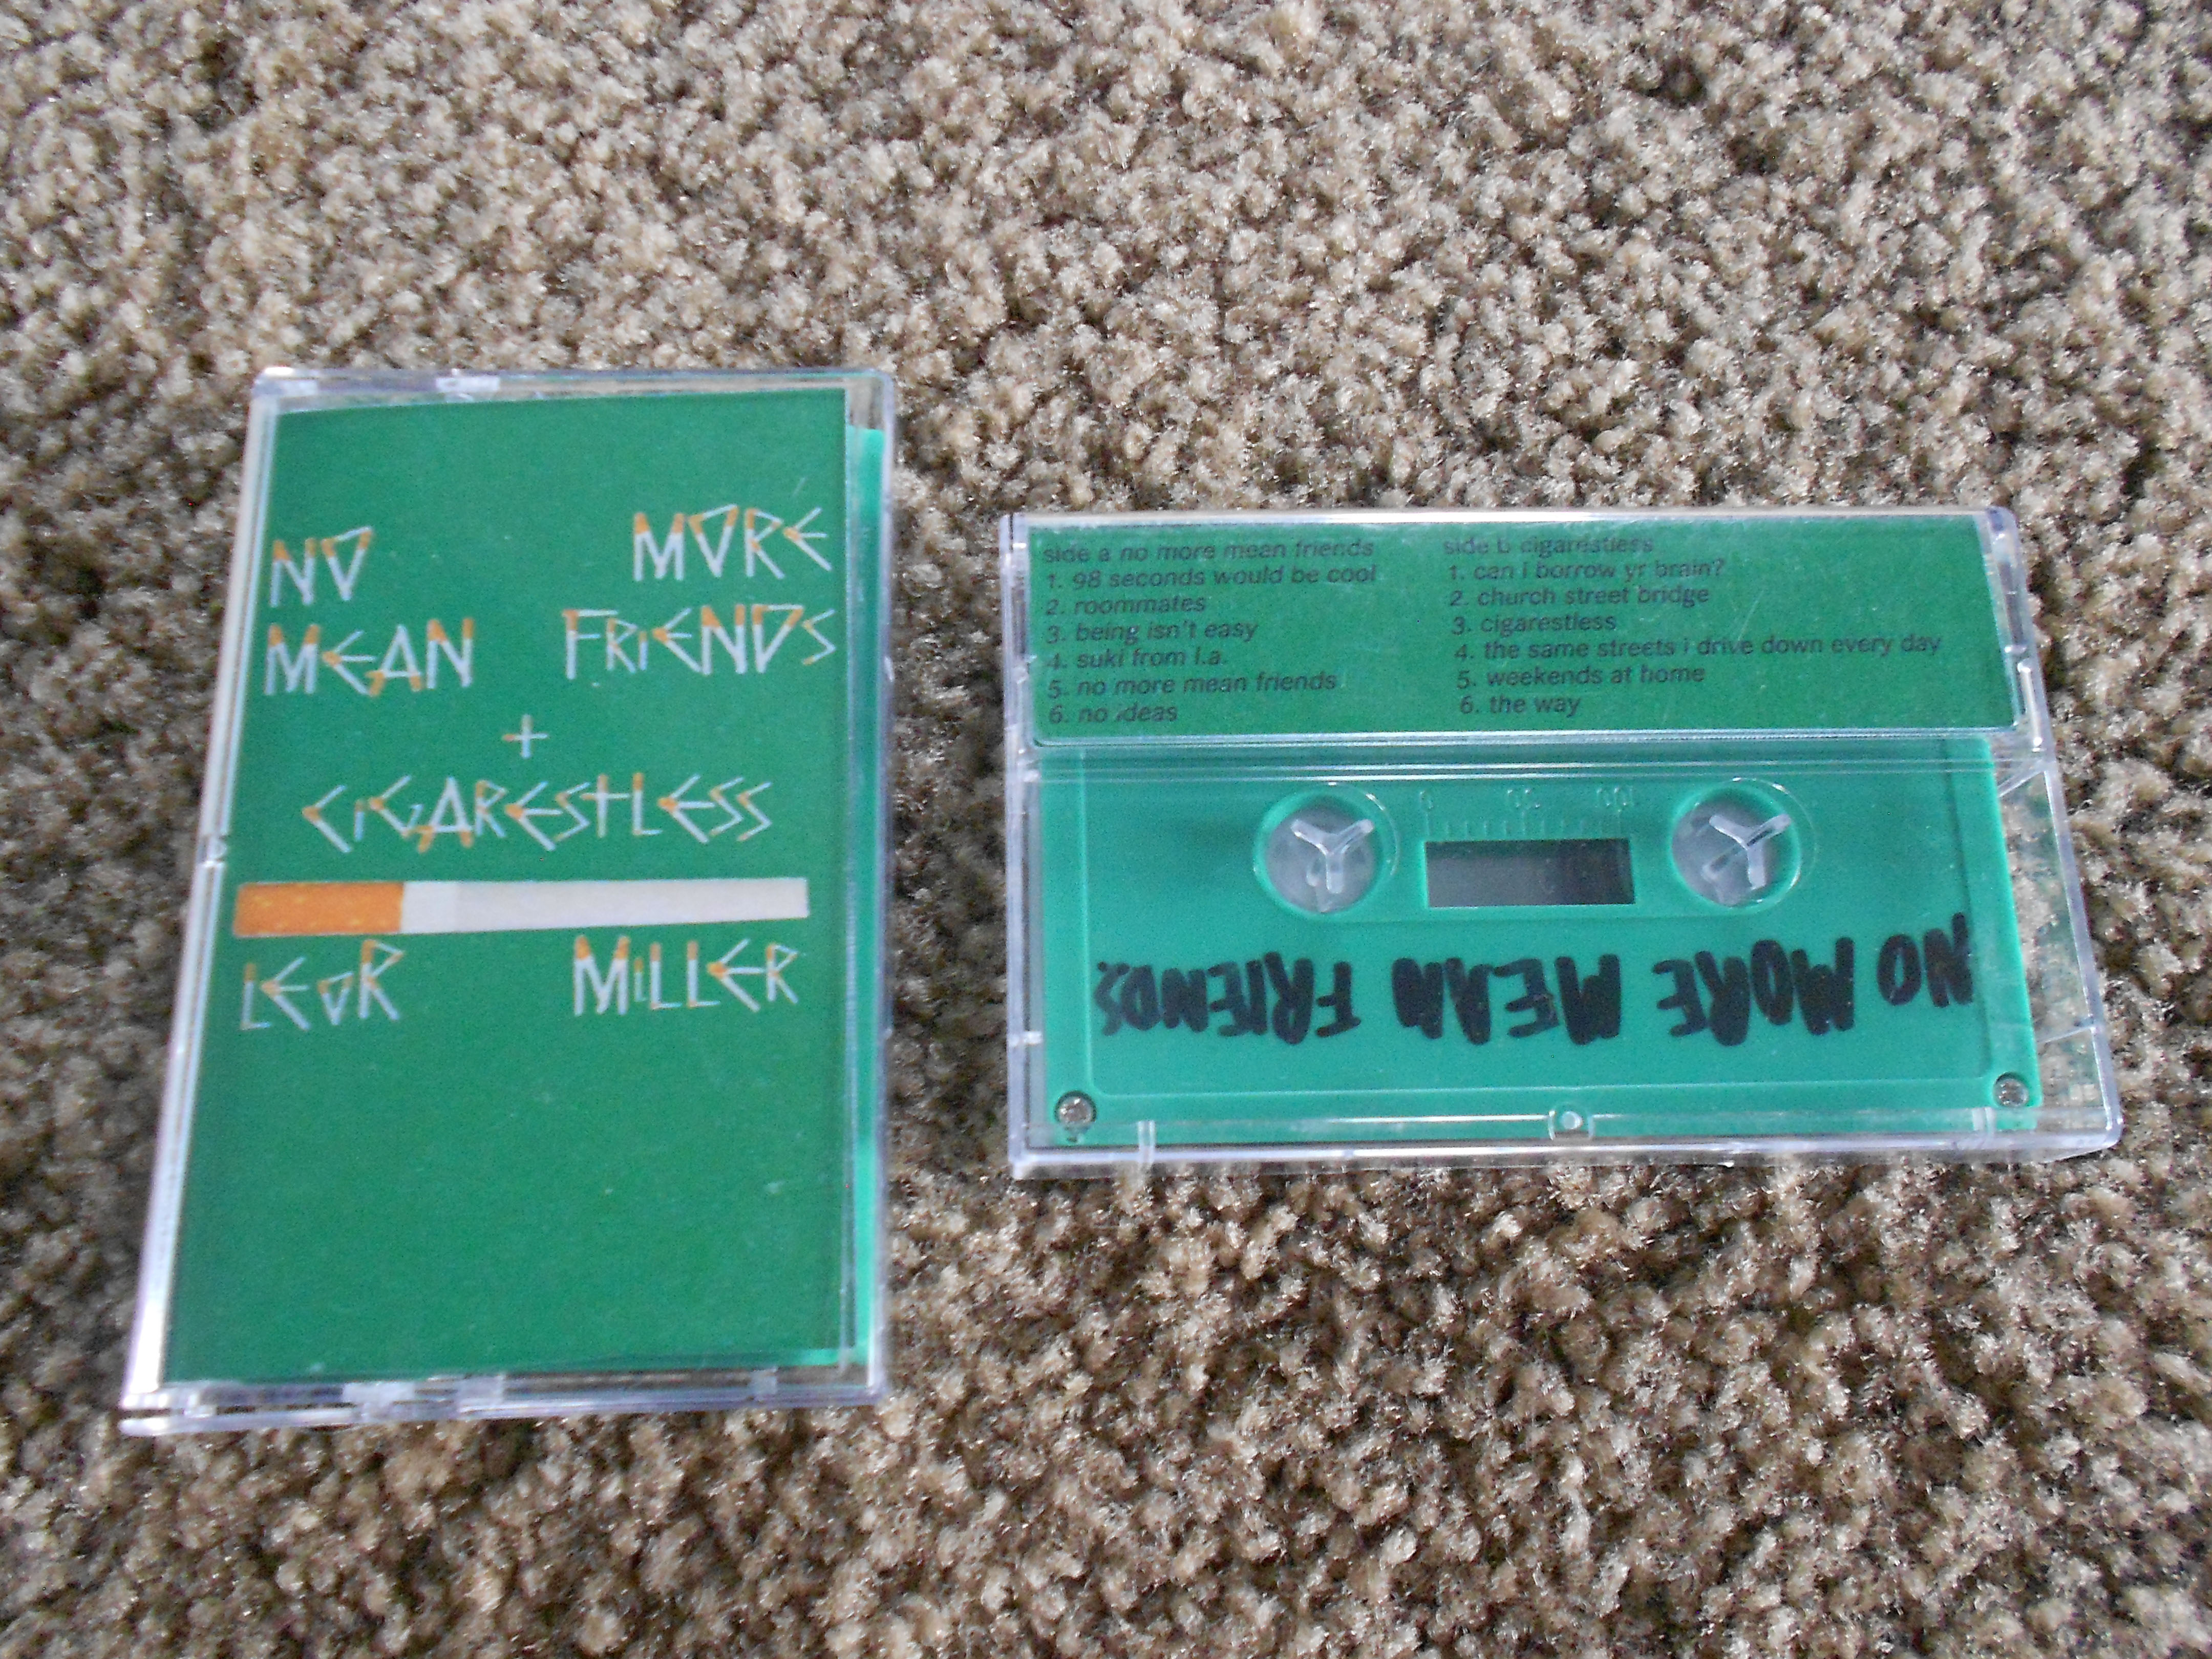 NO MORE
MEAN FRiENDS
+
CiGARESTLESS
LEOR MiLLER
side a no more mean friends
1. 98 seconds would be cool
2. roommates
3. being isn't easy
4. suki from l.a.
5. no more mean friends
6. no ideas
side b cigarestless
1. can i borrow yr brain?
2. church street bridge
3. cigarestless
4. the same streets i drive down every day
5. weekends at home
6. the way
0 50 100
NO MORE MEAN FRIENDS.